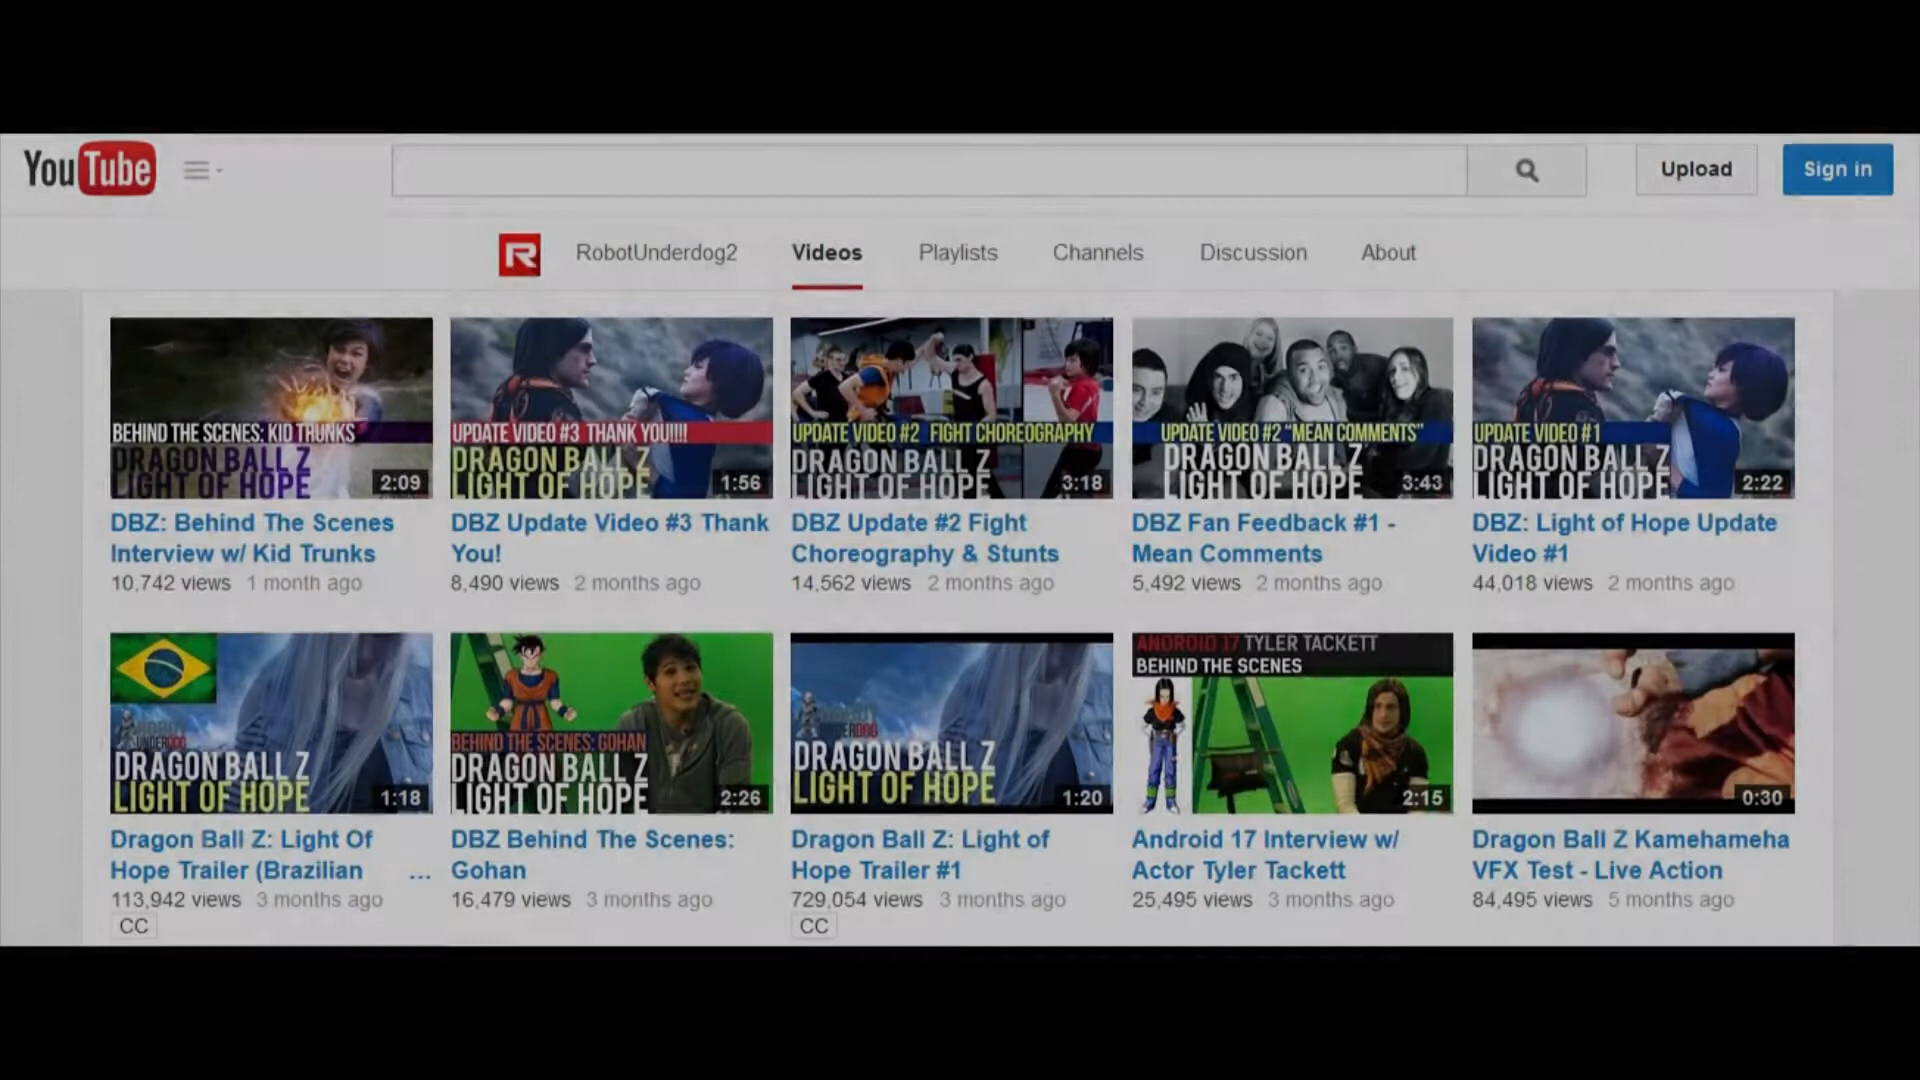 YouTube
Upload
Sign in
R
RobotUnderdog2
Videos
Playlists
Channels
Discussion
About
BEHIND THE SCENES: KID TRUNKS
DRAGON BALL Z
LIGHT OF HOPE
2:09
UPDATE VIDEO #3 THANK YOU!!!!
DRAGON BALL Z
LIGHT OF HOPE
1:56
UPDATE VIDEO #2 FIGHT CHOREOGRAPHY
DRAGON BALL Z
LIGHT OF HOPE
3:18
UPDATE VIDEO #2 "MEAN COMMENTS"
DRAGON BALL Z
LIGHT OF HOPE
3:43
UPDATE VIDEO #1
DRAGON BALL Z
LIGHT OF HOPE
2:22
DBZ: Behind The Scenes
Interview w/ Kid Trunks
10,742 views 1 month ago
DBZ Update Video #3 Thank
You!
8,490 views 2 months ago
DBZ Update #2 Fight
Choreography & Stunts
14,562 views 2 months ago
DBZ Fan Feedback #1 -
Mean Comments
5,492 views 2 months ago
DBZ: Light of Hope Update
Video #1
44,018 views 2 months ago
ROBOT
UNDERDOG
DRAGON BALL Z
LIGHT OF HOPE
1:18
BEHIND THE SCENES: GOHAN
DRAGON BALL Z
LIGHT OF HOPE
2:26
DRAGON BALL Z
LIGHT OF HOPE
1:20
ANDROID 17 TYLER TACKETT
BEHIND THE SCENES
2:15
0:30
Dragon Ball Z: Light Of
Hope Trailer (Brazilian ...
113,942 views 3 months ago
CC
DBZ Behind The Scenes:
Gohan
16,479 views 3 months ago
Dragon Ball Z: Light of
Hope Trailer #1
729,054 views 3 months ago
CC
Android 17 Interview w/
Actor Tyler Tackett
25,495 views 3 months ago
Dragon Ball Z Kamehameha
VFX Test - Live Action
84,495 views 5 months ago